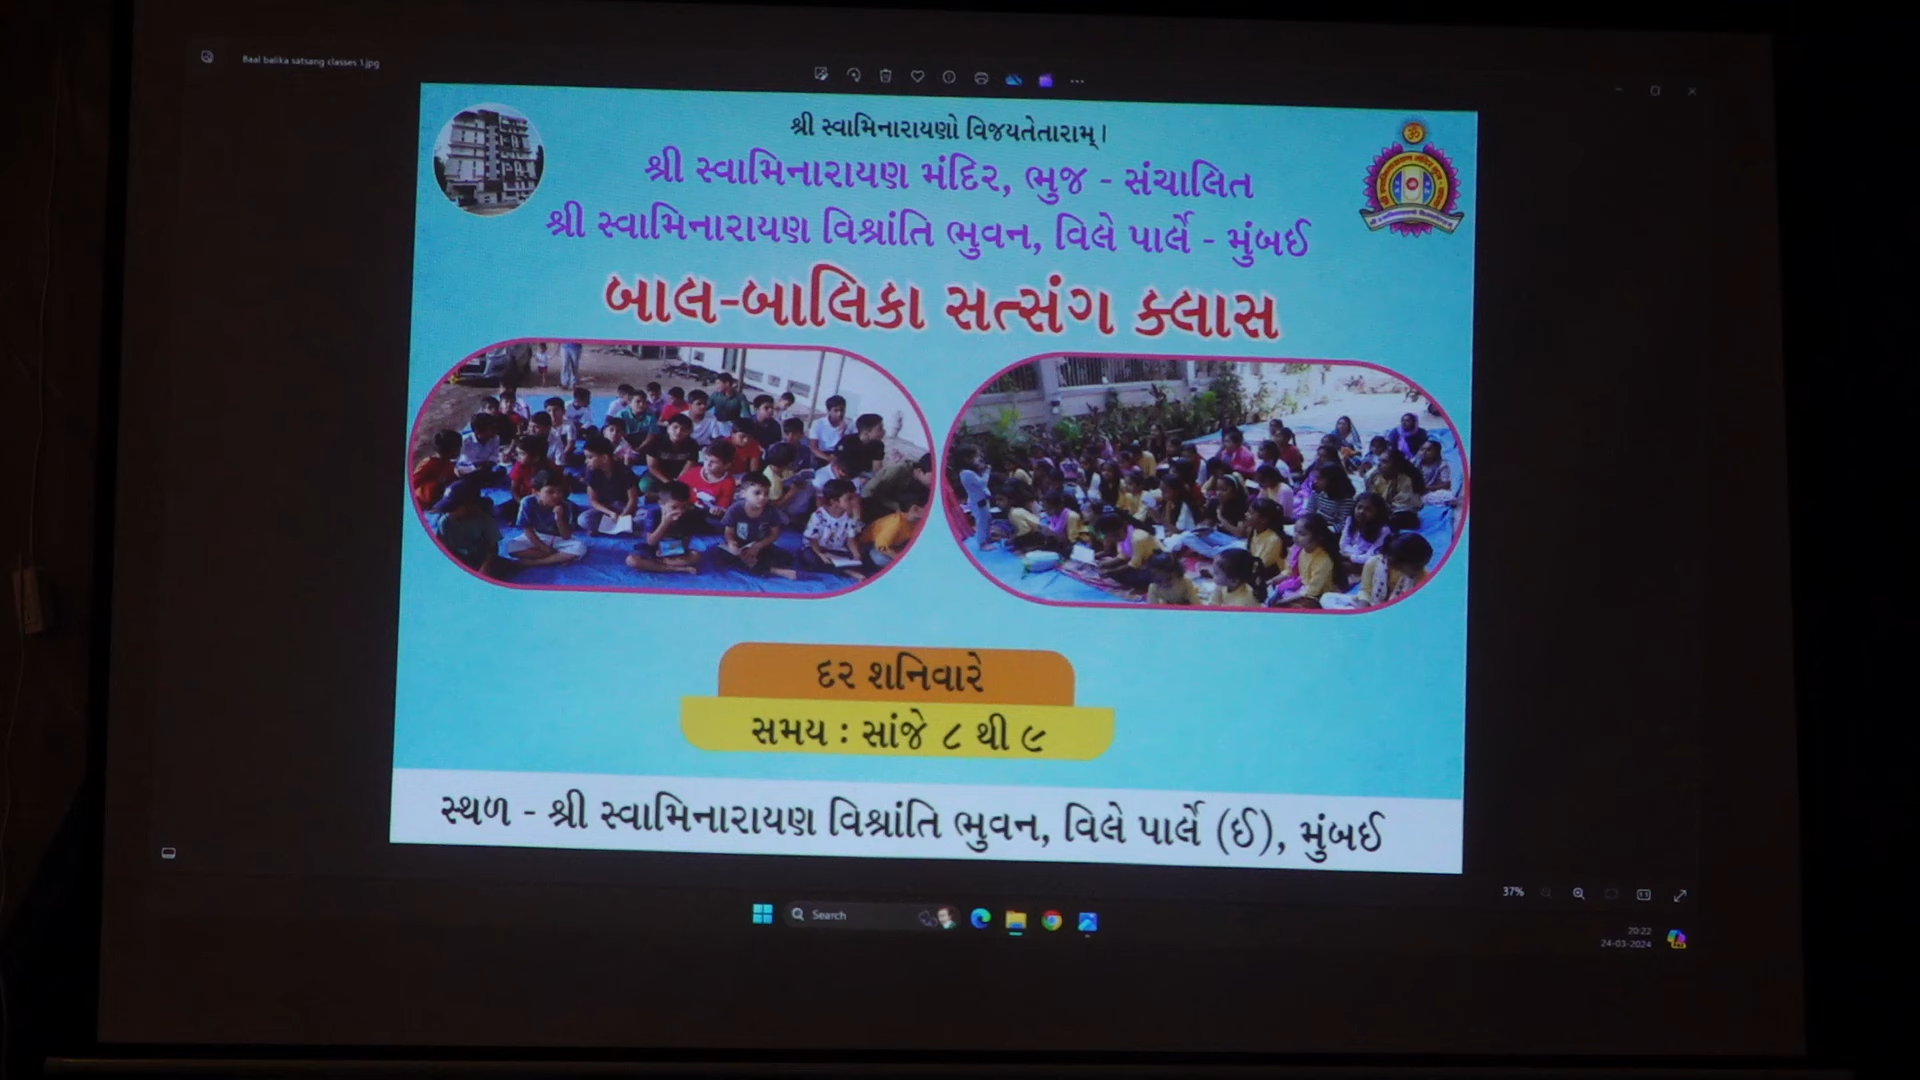 Baal balika satsang classes 1.jpg
શ્રી સ્વામિનારાયણો વિજયતેતારામ્ |
શ્રી સ્વામિનારાયણ મંદિર, ભુજ - સંચાલિત
શ્રી સ્વામિનારાયણ વિશ્રાંતિ ભુવન, વિલે પાર્લે - મુંબઈ
બાલ-બાલિકા સત્સંગ ક્લાસ
દર શનિવારે
સમય : સાંજે ૮ થી ૯
સ્થળ - શ્રી સ્વામિનારાયણ વિશ્રાંતિ ભુવન, વિલે પાર્લે (ઈ), મુંબઈ
37%
Search
20:22
24-03-2024